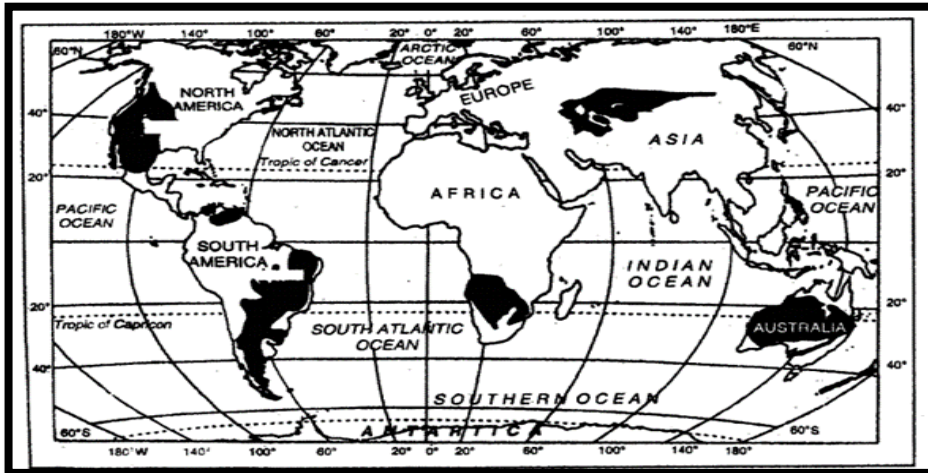 180°W 140° 100° 60° 20° 0° 20° 60° 100° 140° 180°E
60°N ARCTIC OCEAN 60°N
NORTH AMERICA EUROPE
40° ASIA 40°
NORTH ATLANTIC OCEAN
Tropic of Cancer
20° AFRICA 20°
PACIFIC OCEAN PACIFIC OCEAN
SOUTH AMERICA INDIAN OCEAN
20° 20°
Tropic of Capricon SOUTH ATLANTIC OCEAN AUSTRALIA
40° 40°
SOUTHERN OCEAN
60°S ANTARTICA 60°S
180°W 140° 100° 60° 20° 0° 20° 60° 100° 140° 180°E